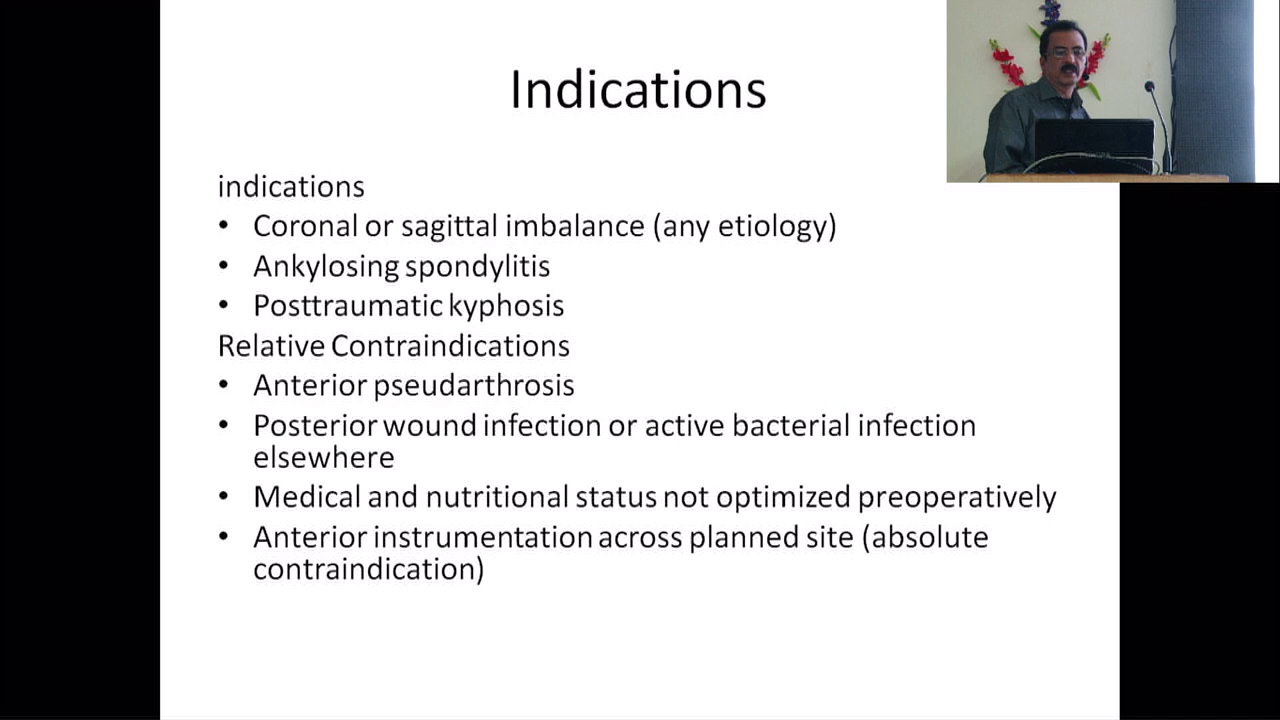 Indications
indications
• Coronal or sagittal imbalance (any etiology)
• Ankylosing spondylitis
• Posttraumatic kyphosis
Relative Contraindications
• Anterior pseudarthrosis
• Posterior wound infection or active bacterial infection
elsewhere
• Medical and nutritional status not optimized preoperatively
• Anterior instrumentation across planned site (absolute
contraindication)